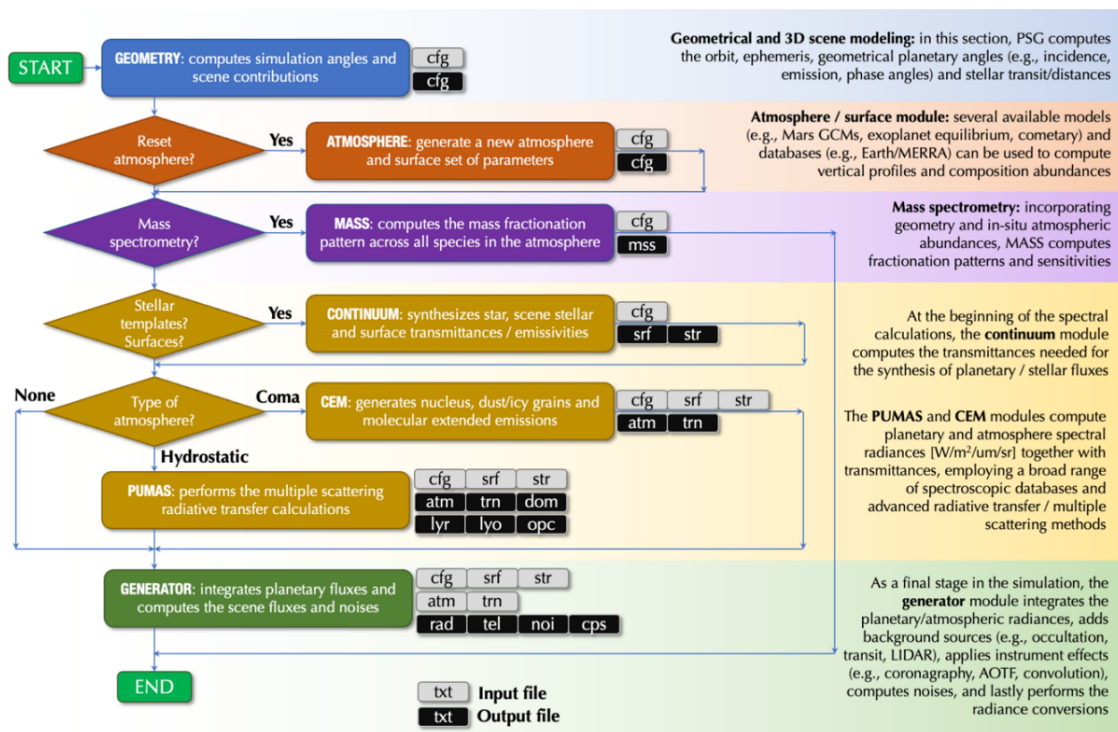 START
GEOMETRY: computes simulation angles and
scene contributions
cfg
cfg
Geometrical and 3D scene modeling: in this section, PSG computes
the orbit, ephemeris, geometrical planetary angles (e.g., incidence,
emission, phase angles) and stellar transit/distances
Reset
atmosphere?
Yes
ATMOSPHERE: generate a new atmosphere
and surface set of parameters
cfg
cfg
Atmosphere / surface module: several available models
(e.g., Mars GCMs, exoplanet equilibrium, cometary) and
databases (e.g., Earth/MERRA) can be used to compute
vertical profiles and composition abundances
Mass
spectrometry?
Yes
MASS: computes the mass fractionation
pattern across all species in the atmosphere
cfg
mss
Mass spectrometry: incorporating
geometry and in-situ atmospheric
abundances, MASS computes
fractionation patterns and sensitivities
Stellar
templates?
Surfaces?
Yes
CONTINUUM: synthesizes star, scene stellar
and surface transmittances / emissivities
cfg
srf str
At the beginning of the spectral
calculations, the continuum module
computes the transmittances needed for
the synthesis of planetary / stellar fluxes
None
Type of
atmosphere?
Coma
CEM: generates nucleus, dust/icy grains and
molecular extended emissions
cfg srf str
atm trn
Hydrostatic
PUMAS: performs the multiple scattering
radiative transfer calculations
cfg srf str
atm trn dom
lyr lyo opc
The PUMAS and CEM modules compute
planetary and atmosphere spectral
radiances [W/m²/um/sr] together with
transmittances, employing a broad range
of spectroscopic databases and
advanced radiative transfer / multiple
scattering methods
GENERATOR: integrates planetary fluxes and
computes the scene fluxes and noises
cfg srf str
atm trn
rad tel noi cps
As a final stage in the simulation, the
generator module integrates the
planetary/atmospheric radiances, adds
background sources (e.g., occultation,
transit, LIDAR), applies instrument effects
(e.g., coronagraphy, AOTF, convolution),
computes noises, and lastly performs the
radiance conversions
END
txt Input file
txt Output file